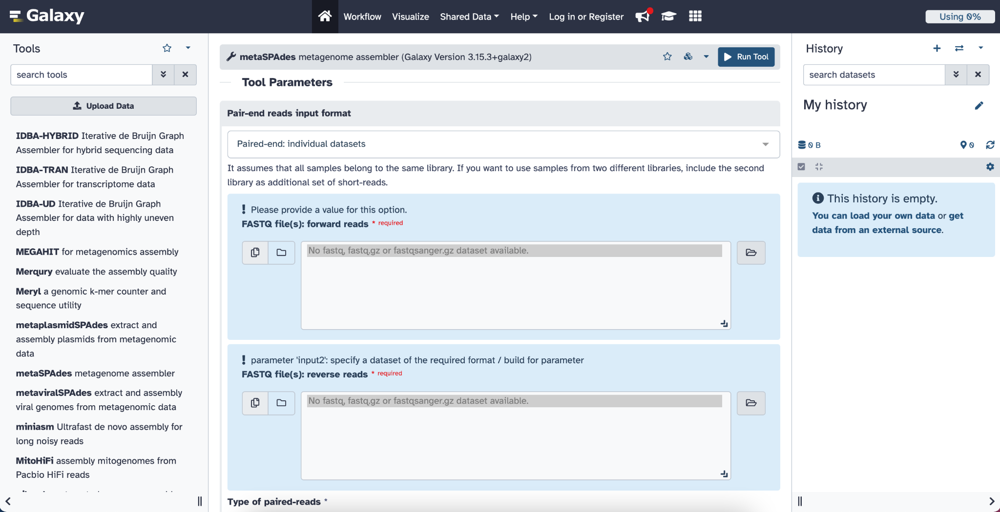 Galaxy
Workflow
Visualize
Shared Data
Help
Log in or Register
Using 0%
Tools
search tools
Upload Data
IDBA-HYBRID Iterative de Bruijn Graph
Assembler for hybrid sequencing data
IDBA-TRAN Iterative de Bruijn Graph
Assembler for transcriptome data
IDBA-UD Iterative de Bruijn Graph
Assembler for data with highly uneven
depth
MEGAHIT for metagenomics assembly
Merqury evaluate the assembly quality
Meryl a genomic k-mer counter and
sequence utility
metaplasmidSPAdes extract and
assembly plasmids from metagenomic
data
metaSPAdes metagenome assembler
metaviralSPAdes extract and assembly
viral genomes from metagenomic data
miniasm Ultrafast de novo assembly for
long noisy reads
MitoHiFi assembly mitogenomes from
Pacbio HiFi reads
metaSPAdes metagenome assembler (Galaxy Version 3.15.3+galaxy2)
Run Tool
Tool Parameters
Pair-end reads input format
Paired-end: individual datasets
It assumes that all samples belong to the same library. If you want to use samples from two different libraries, include the second
library as additional set of short-reads.
Please provide a value for this option.
FASTQ file(s): forward reads * required
No fastq, fastq.gz or fastqsanger.gz dataset available.
parameter 'input2': specify a dataset of the required format / build for parameter
FASTQ file(s): reverse reads * required
No fastq, fastq.gz or fastqsanger.gz dataset available.
Type of paired-reads *
History
search datasets
My history
0 B
0
This history is empty.
You can load your own data or get
data from an external source.